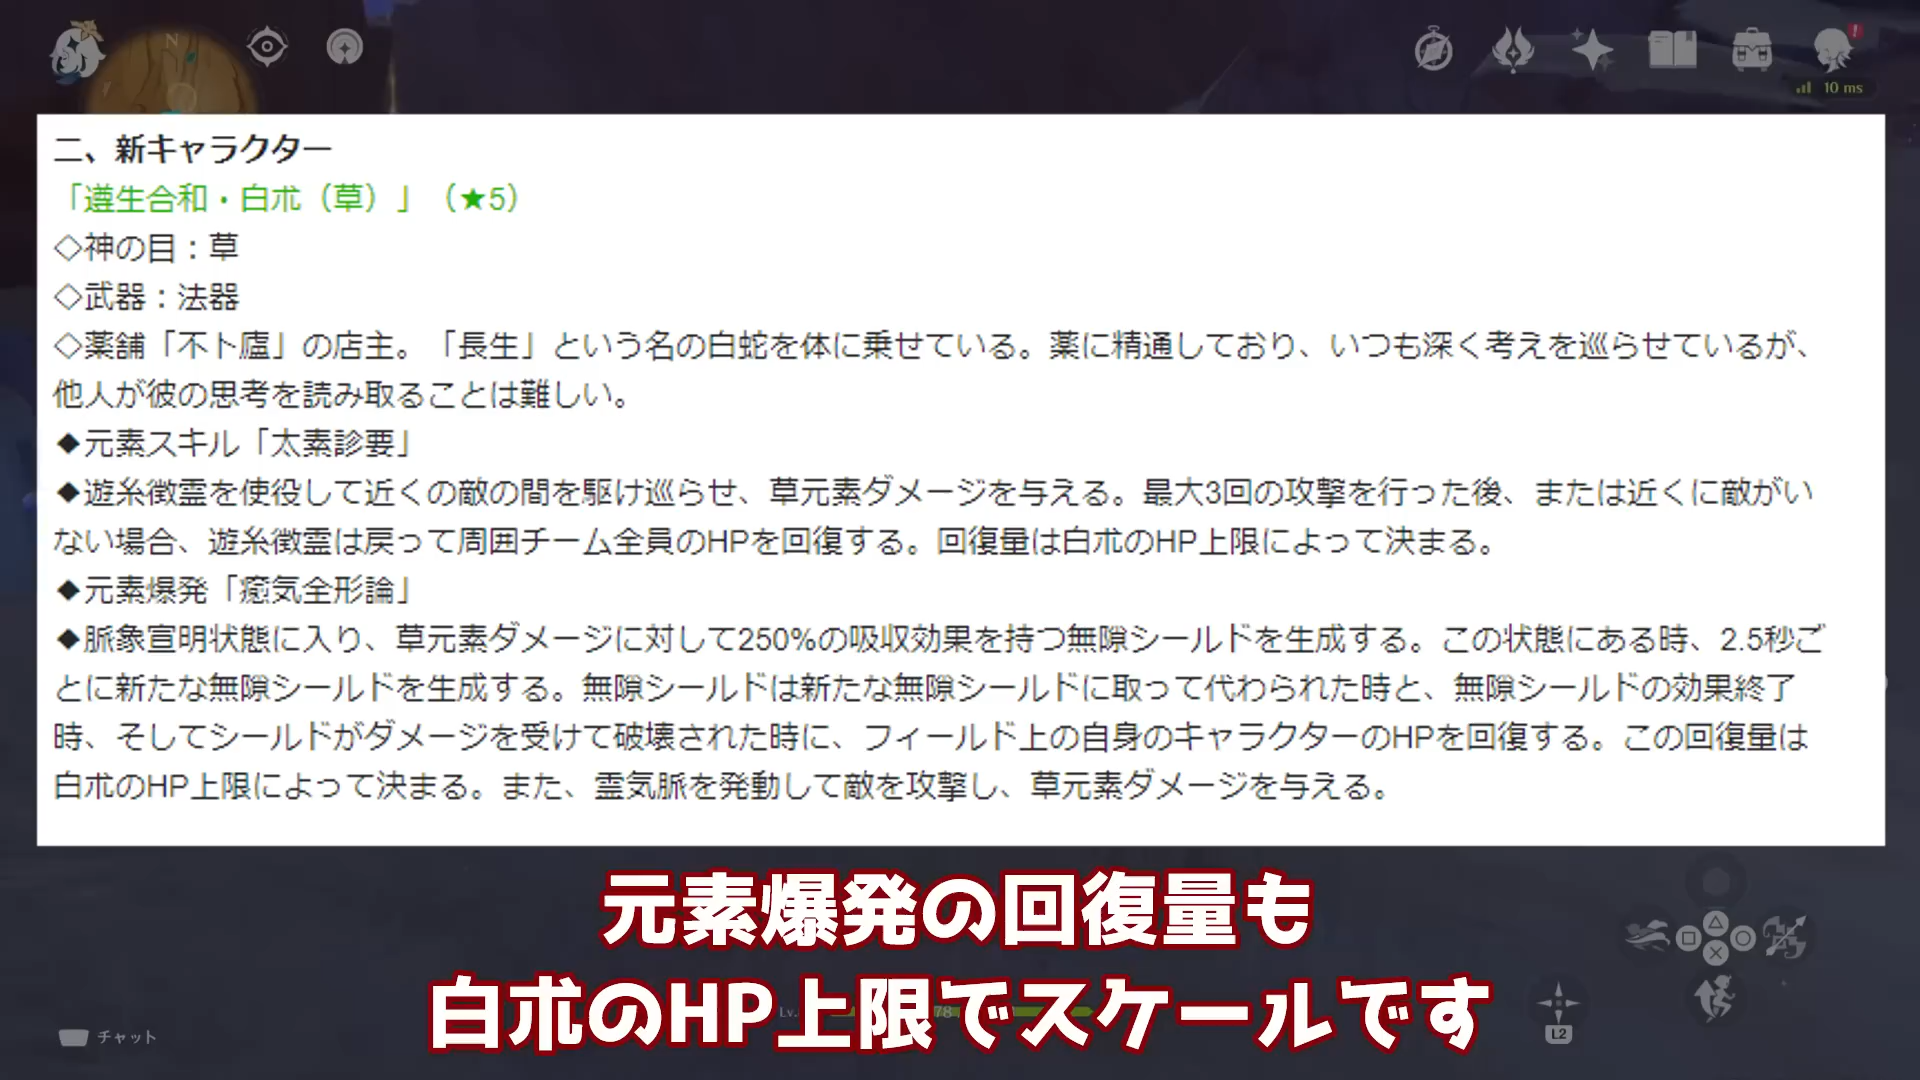 N
10 ms
二、新キャラクター
「遵生合和・白朮（草）」（★5）
◇神の目：草
◇武器：法器
◇薬舗「不卜廬」の店主。「長生」という名の白蛇を体に乗せている。薬に精通しており、いつも深く考えを巡らせているが、
他人が彼の思考を読み取ることは難しい。
◆元素スキル「太素診要」
◆遊糸徴霊を使役して近くの敵の間を駆け巡らせ、草元素ダメージを与える。最大3回の攻撃を行った後、または近くに敵がい
ない場合、遊糸徴霊は戻って周囲チーム全員のHPを回復する。回復量は白朮のHP上限によって決まる。
◆元素爆発「癒気全形論」
◆脈象宣明状態に入り、草元素ダメージに対して250%の吸収効果を持つ無隙シールドを生成する。この状態にある時、2.5秒ご
とに新たな無隙シールドを生成する。無隙シールドは新たな無隙シールドに取って代わられた時と、無隙シールドの効果終了
時、そしてシールドがダメージを受けて破壊された時に、フィールド上の自身のキャラクターのHPを回復する。この回復量は
白朮のHP上限によって決まる。また、霊気脈を発動して敵を攻撃し、草元素ダメージを与える。
元素爆発の回復量も
白朮のHP上限でスケールです
チャット
Lv.
L2